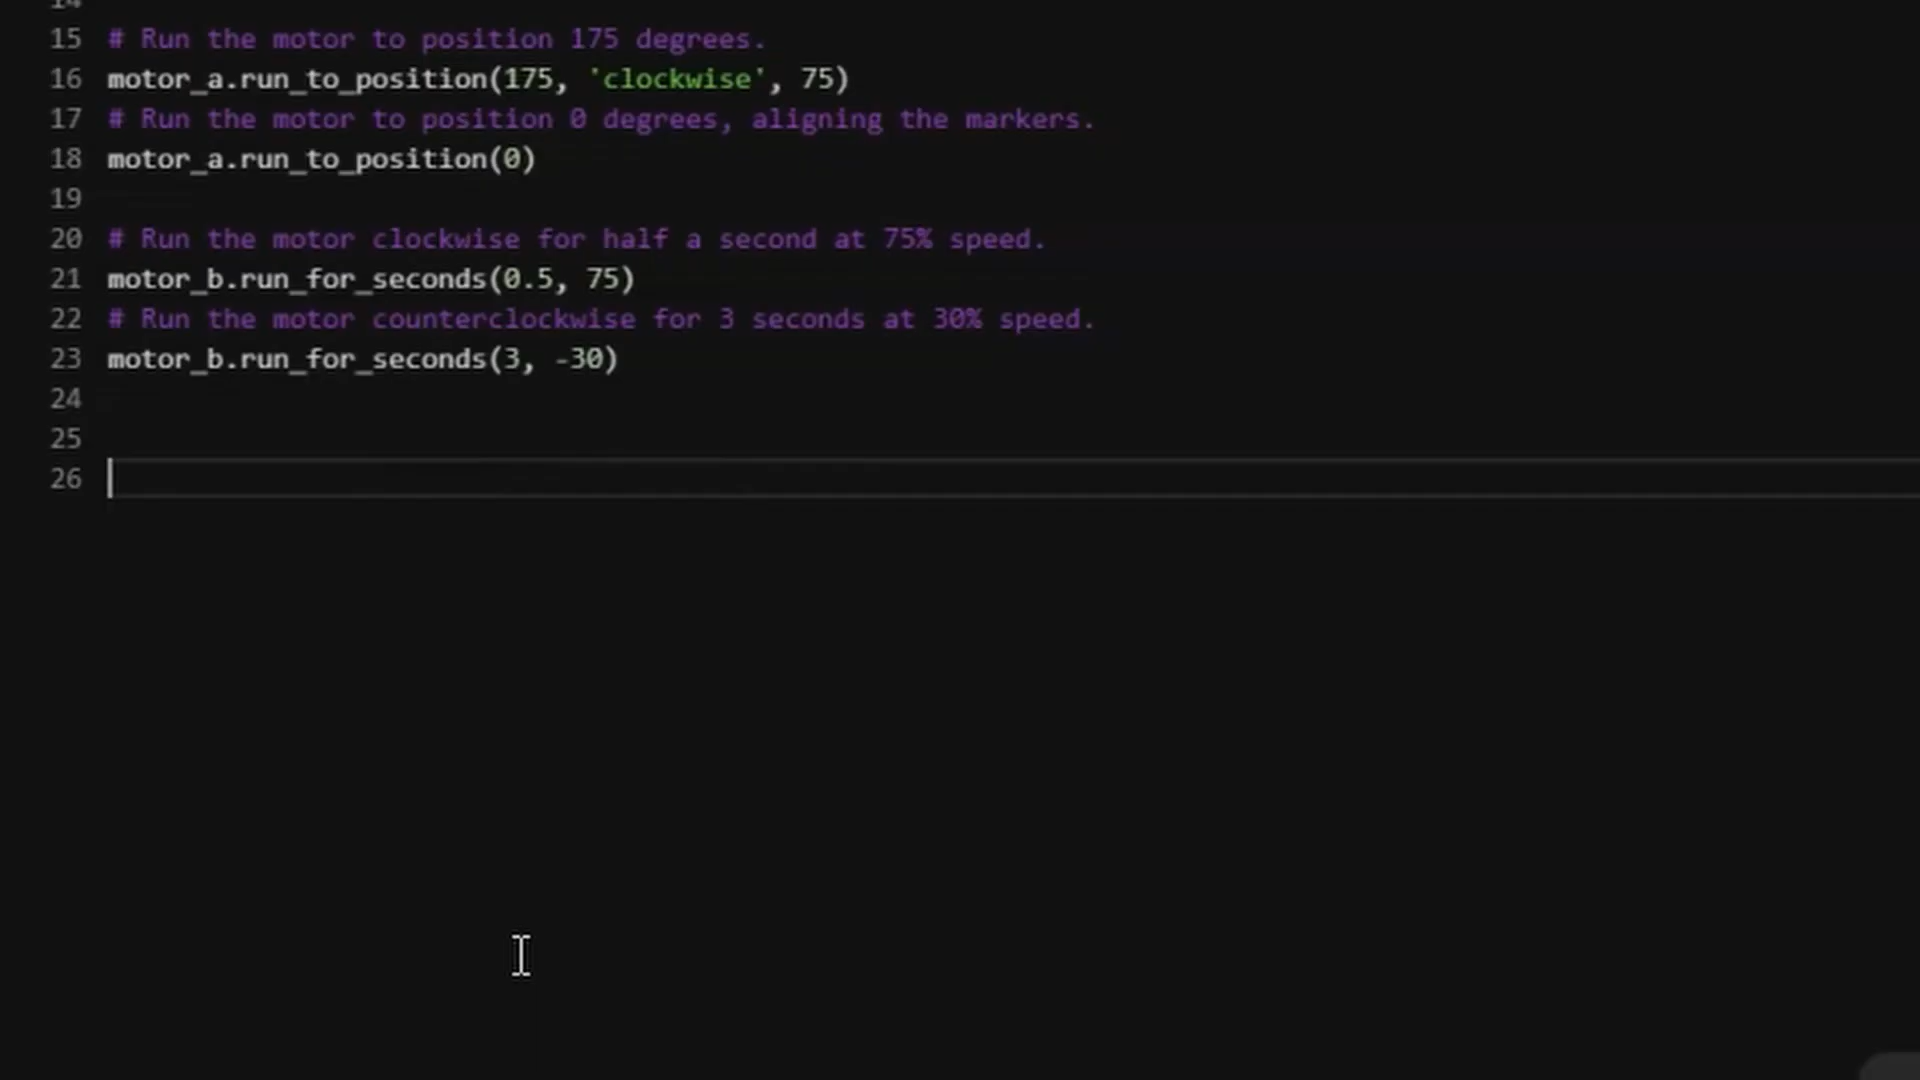 14
15 # Run the motor to position 175 degrees.
16 motor_a.run_to_position(175, 'clockwise', 75)
17 # Run the motor to position 0 degrees, aligning the markers.
18 motor_a.run_to_position(0)
19
20 # Run the motor clockwise for half a second at 75% speed.
21 motor_b.run_for_seconds(0.5, 75)
22 # Run the motor counterclockwise for 3 seconds at 30% speed.
23 motor_b.run_for_seconds(3, -30)
24
25
26